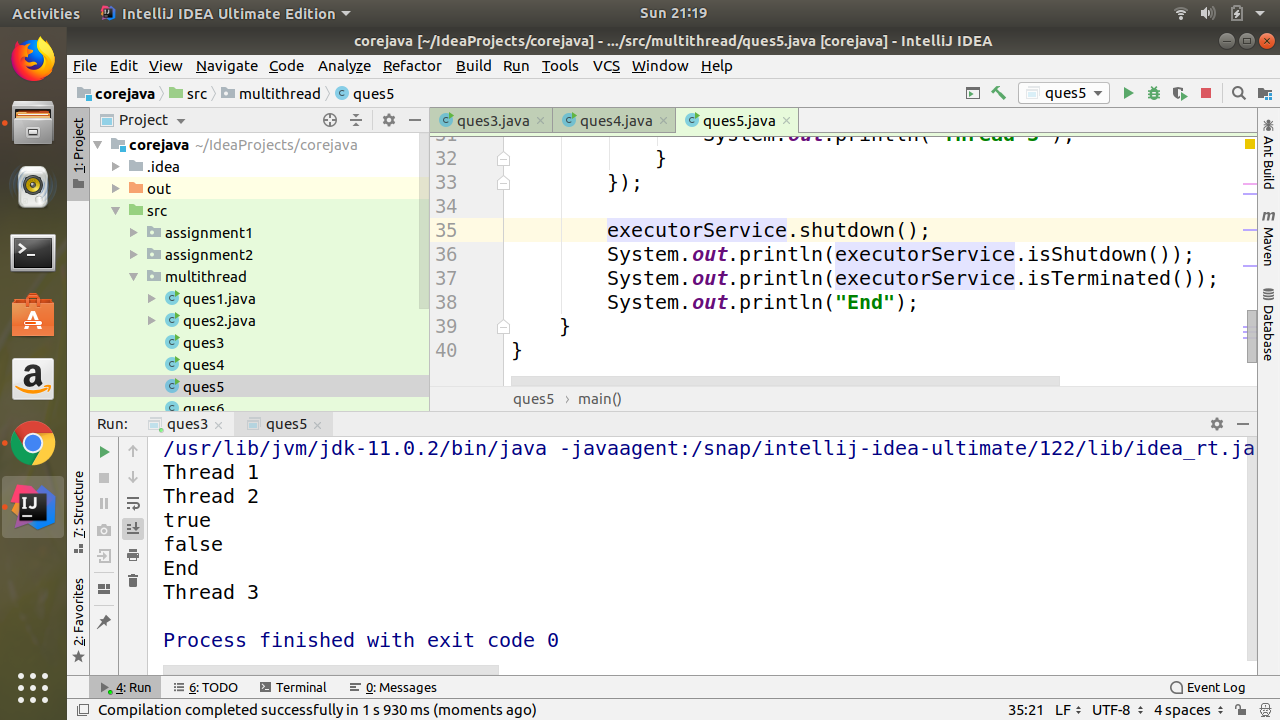 Activities IntelliJ IDEA Ultimate Edition Sun 21:19
corejava [~/IdeaProjects/corejava] - .../src/multithread/ques5.java [corejava] - IntelliJ IDEA
File Edit View Navigate Code Analyze Refactor Build Run Tools VCS Window Help
corejava src multithread ques5 ques5
Project ques3.java ques4.java ques5.java
1: Project
corejava ~/IdeaProjects/corejava
.idea
out
src
assignment1
assignment2
multithread
ques1.java
ques2.java
ques3
ques4
ques5
ques6
31 System.out.println("Thread 3");
32 }
33 });
34
35 executorService.shutdown();
36 System.out.println(executorService.isShutdown());
37 System.out.println(executorService.isTerminated());
38 System.out.println("End");
39 }
40 }
ques5 › main()
Ant Build
Maven
Database
Run: ques3 ques5
/usr/lib/jvm/jdk-11.0.2/bin/java -javaagent:/snap/intellij-idea-ultimate/122/lib/idea_rt.ja
Thread 1
Thread 2
true
false
End
Thread 3
Process finished with exit code 0
7: Structure
2: Favorites
4: Run 6: TODO Terminal 0: Messages Event Log
Compilation completed successfully in 1 s 930 ms (moments ago) 35:21 LF UTF-8 4 spaces